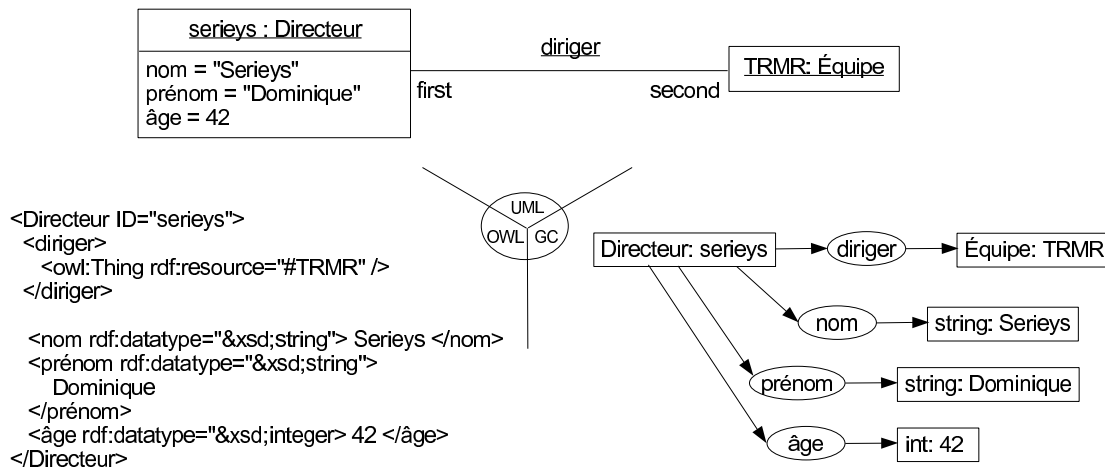 serieys : Directeur
nom = "Serieys"
prénom = "Dominique"
âge = 42
diriger
first
second
TRMR: Équipe
UML
OWL
GC
<Directeur ID="serieys">
<diriger>
<owl:Thing rdf:resource="#TRMR" />
</diriger>
<nom rdf:datatype="&xsd;string"> Serieys </nom>
<prénom rdf:datatype="&xsd;string">
Dominique
</prénom>
<âge rdf:datatype="&xsd;integer> 42 </âge>
</Directeur>
Directeur: serieys
diriger
Équipe: TRMR
nom
string: Serieys
prénom
string: Dominique
âge
int: 42